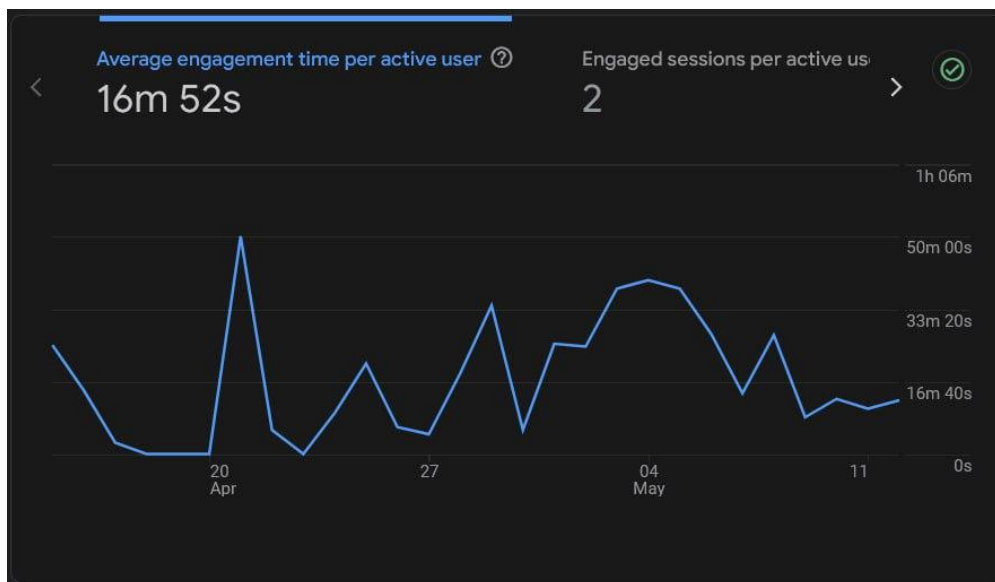 Average engagement time per active user
16m 52s
Engaged sessions per active us
2
1h 06m
50m 00s
33m 20s
16m 40s
0s
20
Apr
27
04
May
11